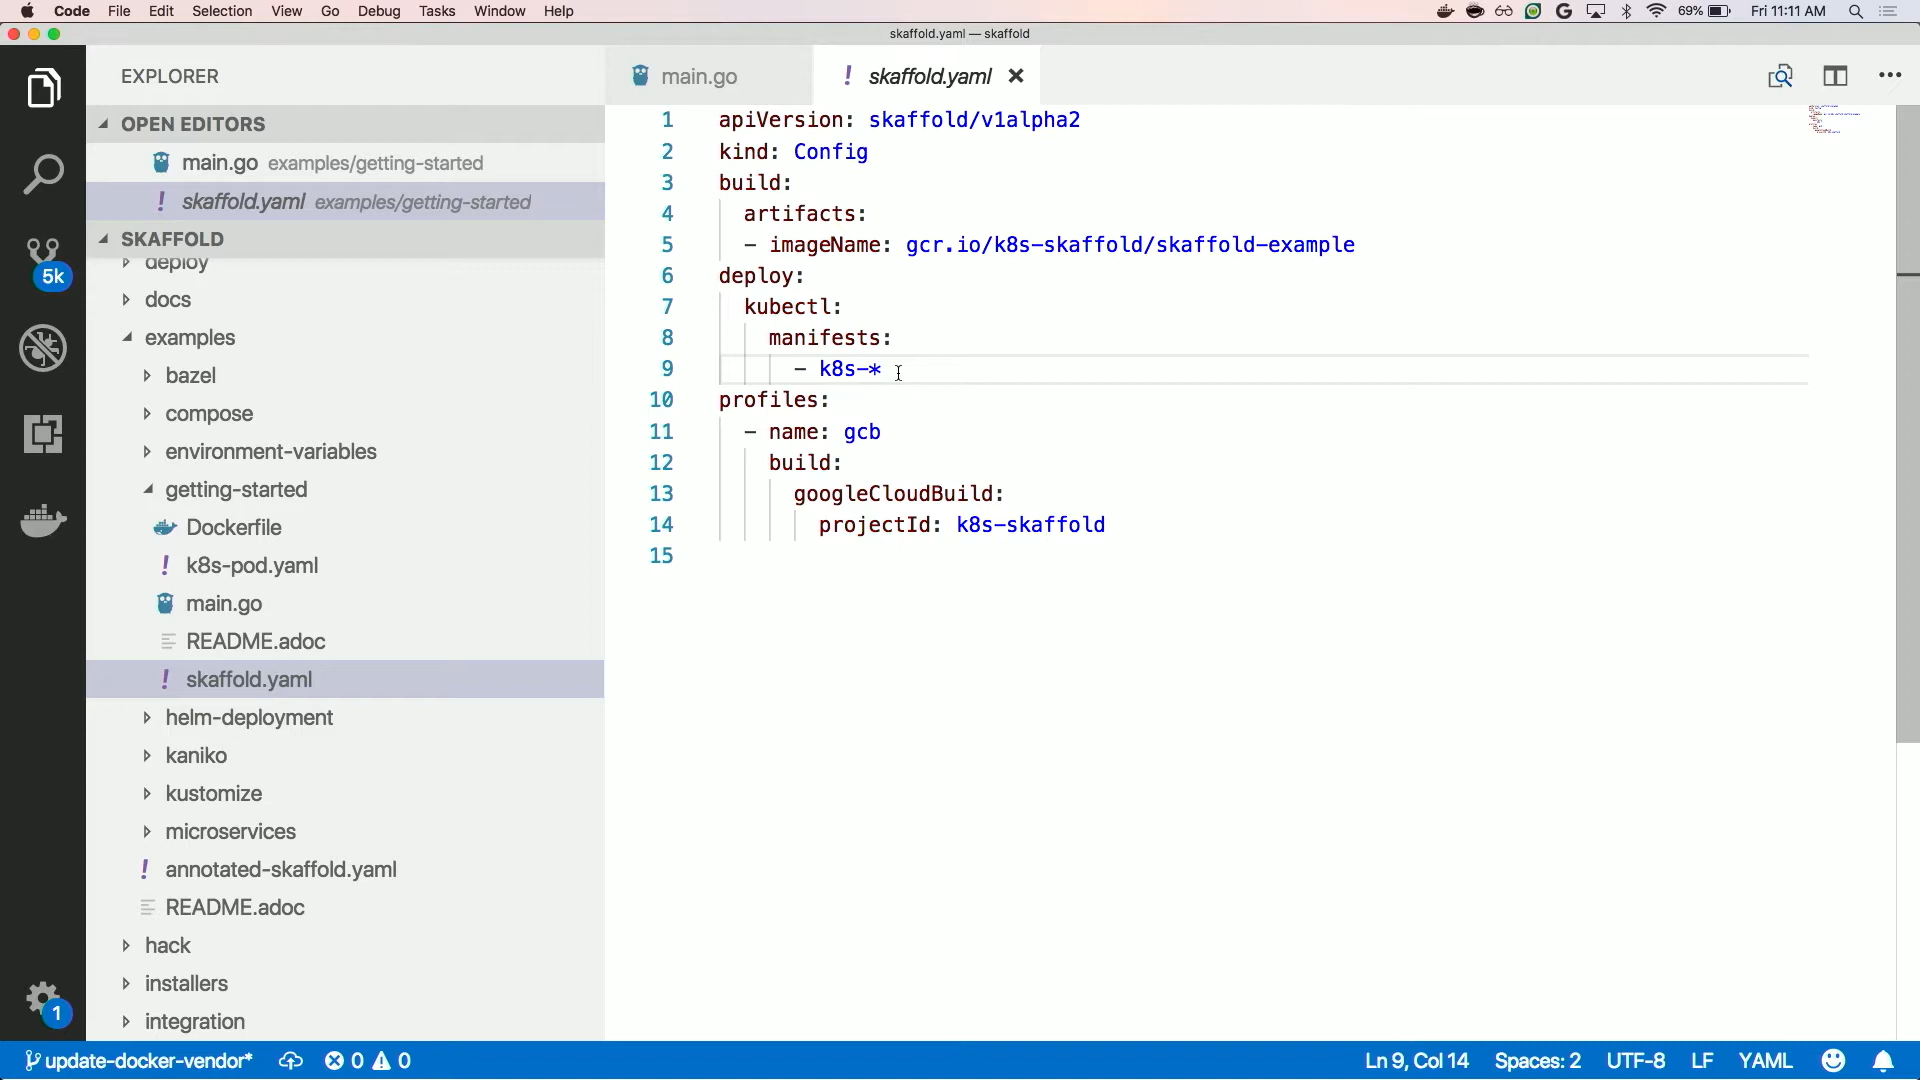 Code File Edit Selection View Go Debug Tasks Window Help
69% Fri 11:11 AM
skaffold.yaml — skaffold
EXPLORER
OPEN EDITORS
main.go examples/getting-started
skaffold.yaml examples/getting-started
SKAFFOLD
deploy
docs
examples
bazel
compose
environment-variables
getting-started
Dockerfile
k8s-pod.yaml
main.go
README.adoc
skaffold.yaml
helm-deployment
kaniko
kustomize
microservices
annotated-skaffold.yaml
README.adoc
hack
installers
integration
5k
1
main.go
skaffold.yaml
1 apiVersion: skaffold/v1alpha2
2 kind: Config
3 build:
4 artifacts:
5 - imageName: gcr.io/k8s-skaffold/skaffold-example
6 deploy:
7 kubectl:
8 manifests:
9 - k8s-*
10 profiles:
11 - name: gcb
12 build:
13 googleCloudBuild:
14 projectId: k8s-skaffold
15
update-docker-vendor* 0 0
Ln 9, Col 14 Spaces: 2 UTF-8 LF YAML